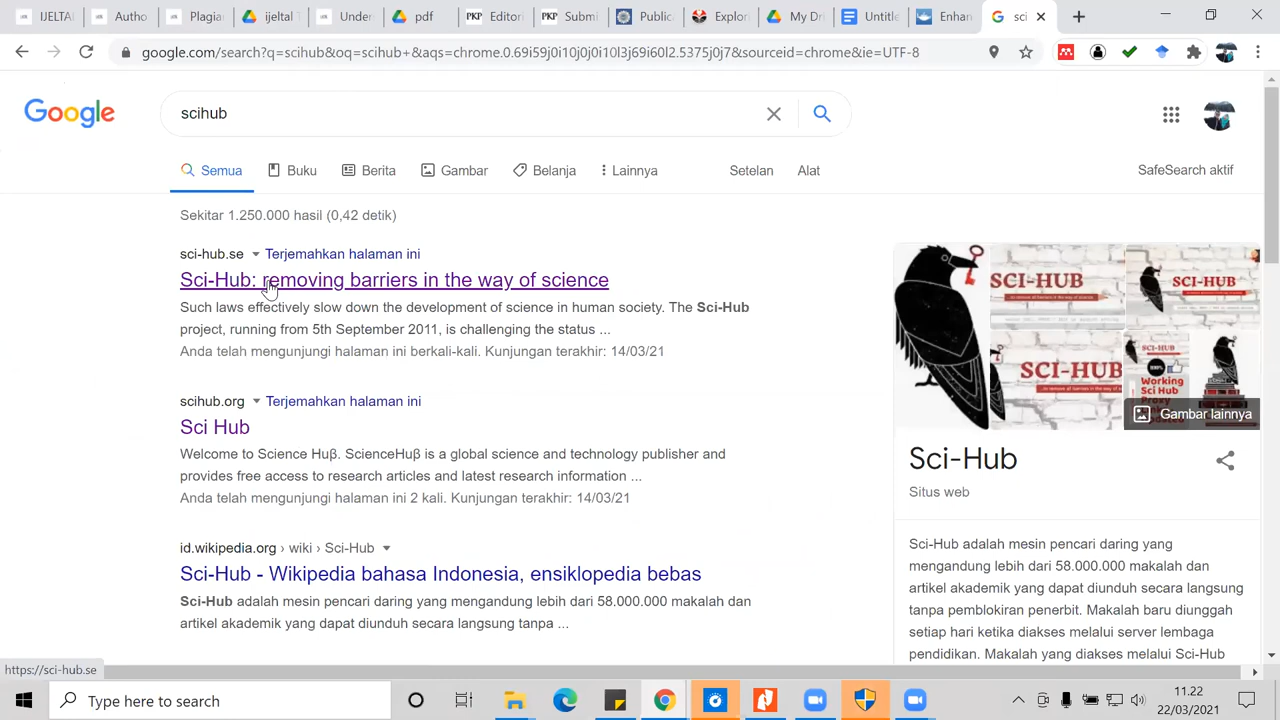 IJELTAL
Autho
Plagia
ijeltal
Under
pdf
Editori
Submi
Public
Explor
My Dr
Untitle
Enhan
sci
google.com/search?q=scihub&oq=scihub+&aqs=chrome.0.69i59j0i10j0j0i10l3j69i60l2.5375j0j7&sourceid=chrome&ie=UTF-8
Google
scihub
Semua
Buku
Berita
Gambar
Belanja
Lainnya
Setelan
Alat
SafeSearch aktif
Sekitar 1.250.000 hasil (0,42 detik)
sci-hub.se Terjemahkan halaman ini
Sci-Hub: removing barriers in the way of science
Such laws effectively slow down the development of science in human society. The Sci-Hub
project, running from 5th September 2011, is challenging the status ...
Anda telah mengunjungi halaman ini berkali-kali. Kunjungan terakhir: 14/03/21
scihub.org Terjemahkan halaman ini
Sci Hub
Welcome to Science Huβ. ScienceHuβ is a global science and technology publisher and
provides free access to research articles and latest research information ...
Anda telah mengunjungi halaman ini 2 kali. Kunjungan terakhir: 14/03/21
id.wikipedia.org › wiki › Sci-Hub
Sci-Hub - Wikipedia bahasa Indonesia, ensiklopedia bebas
Sci-Hub adalah mesin pencari daring yang mengandung lebih dari 58.000.000 makalah dan
artikel akademik yang dapat diunduh secara langsung tanpa ...
SCI-HUB
SCI-HUB
SCI-HUB
SCI-HUB
100%
Working
Sci Hub
SCI-HUB
Gambar lainnya
Sci-Hub
Situs web
Sci-Hub adalah mesin pencari daring yang
mengandung lebih dari 58.000.000 makalah dan
artikel akademik yang dapat diunduh secara langsung
tanpa pemblokiran penerbit. Makalah baru diunggah
setiap hari ketika diakses melalui server lembaga
pendidikan. Makalah yang diakses melalui Sci-Hub
https://sci-hub.se
Type here to search
11.22
22/03/2021